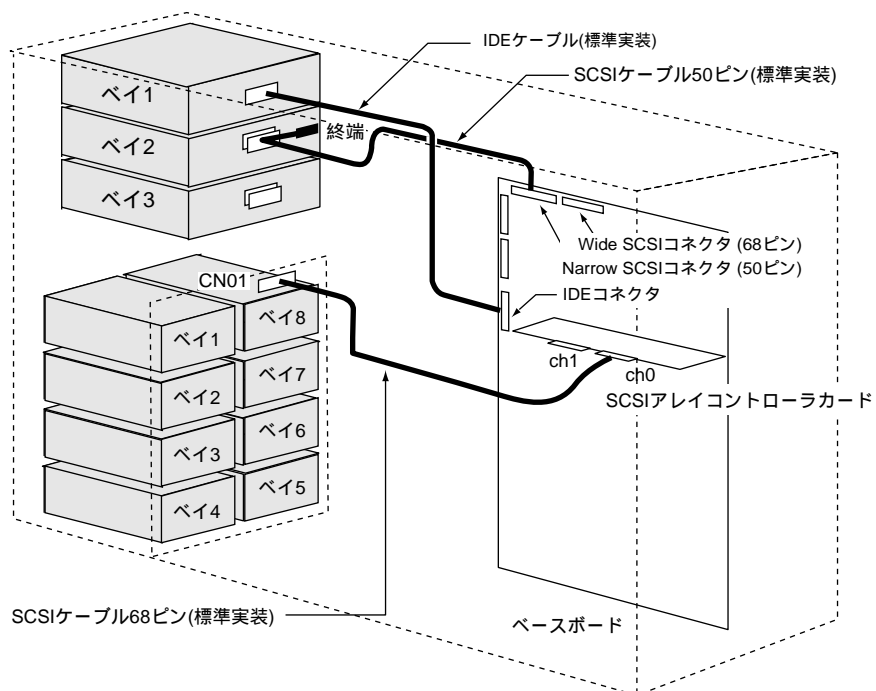 IDEケーブル(標準実装)
SCSIケーブル50ピン(標準実装)
ベイ1
ベイ2
終端
ベイ3
Wide SCSIコネクタ (68ピン)
Narrow SCSIコネクタ (50ピン)
IDEコネクタ
CN01
ベイ8
ベイ1
ch1
ch0
ベイ7
ベイ2
SCSIアレイコントローラカード
ベイ6
ベイ3
ベイ5
ベイ4
SCSIケーブル68ピン(標準実装)
ベースボード